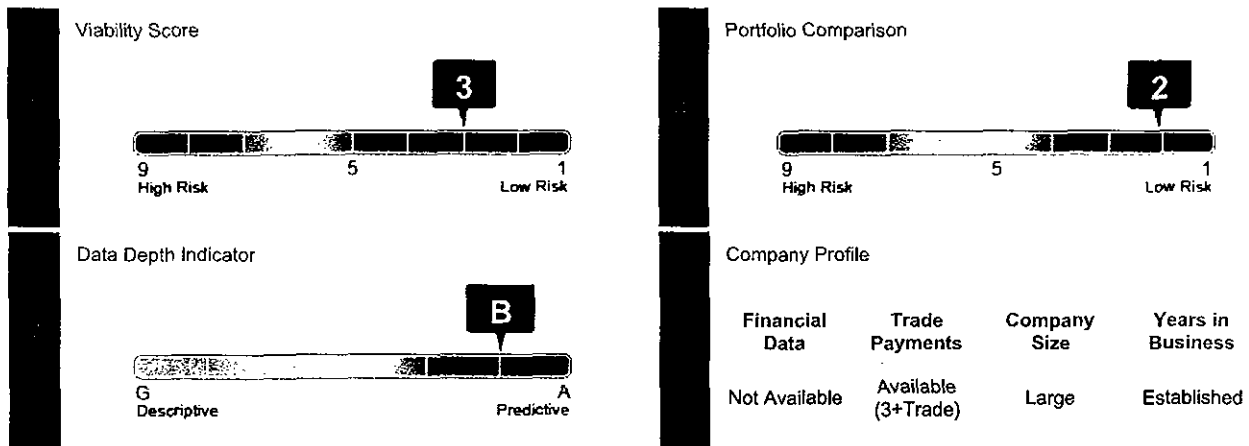 Viability Score
3
9 5 1
High Risk Low Risk
Portfolio Comparison
2
9 5 1
High Risk Low Risk
Data Depth Indicator
B
G A
Descriptive Predictive
Company Profile
Financial Data Trade Payments Company Size Years in Business
Not Available Available (3+Trade) Large Established